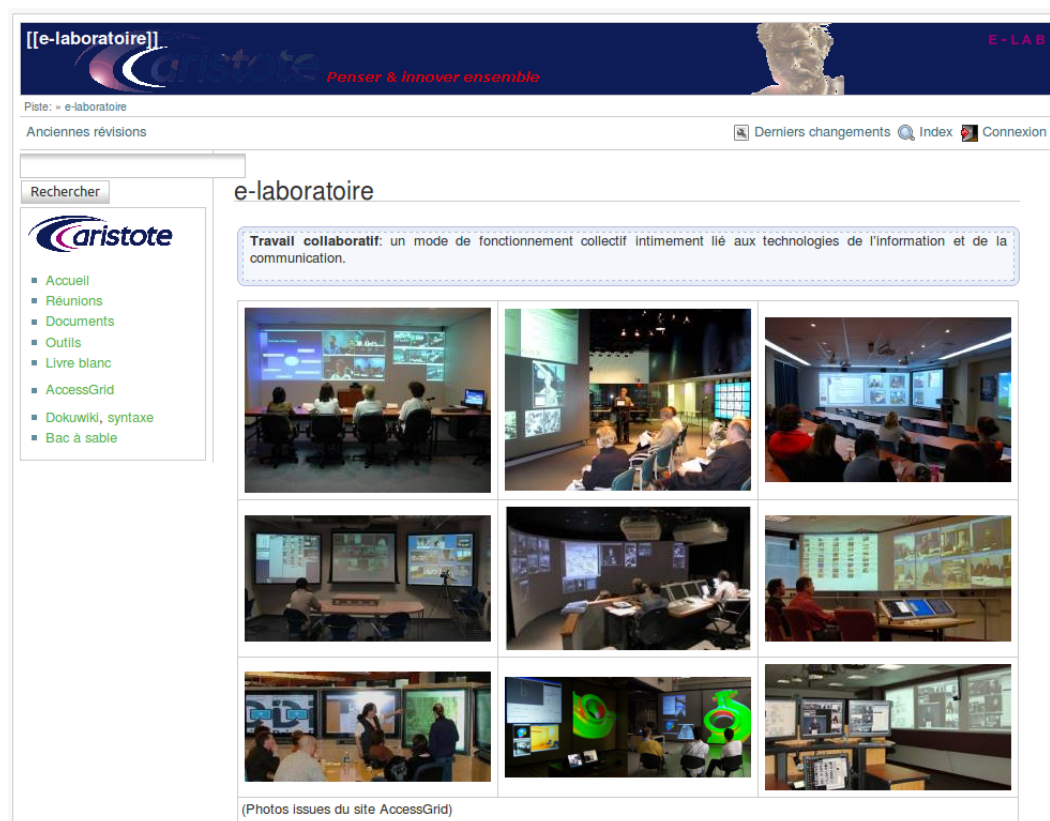 [[e-laboratoire]]
aristote
Penser & innover ensemble
E-LAB
Piste: » e-laboratoire
Anciennes révisions
Derniers changements Index Connexion
Rechercher
aristote
Accueil
Réunions
Documents
Outils
Livre blanc
AccessGrid
Dokuwiki, syntaxe
Bac à sable
e-laboratoire
Travail collaboratif: un mode de fonctionnement collectif intimement lié aux technologies de l'information et de la
communication.
(Photos issues du site AccessGrid)